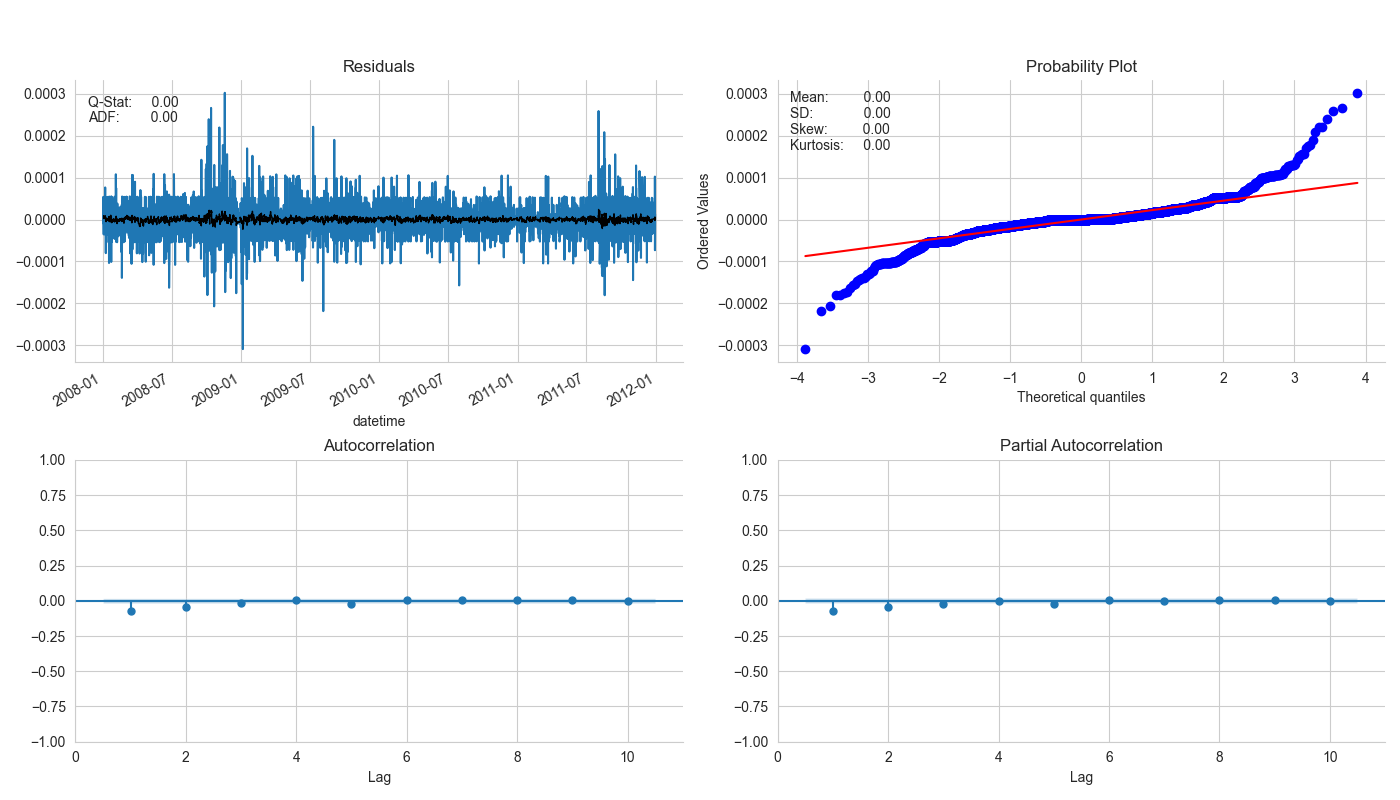 Residuals
Q-Stat: 0.00
ADF: 0.00
0.0003
0.0002
0.0001
0.0000
−0.0001
−0.0002
−0.0003
2008-01
2008-07
2009-01
2009-07
2010-01
2010-07
2011-01
2011-07
2012-01
datetime
Probability Plot
Mean: 0.00
SD: 0.00
Skew: 0.00
Kurtosis: 0.00
Ordered Values
0.0003
0.0002
0.0001
0.0000
−0.0001
−0.0002
−0.0003
−4 −3 −2 −1 0 1 2 3 4
Theoretical quantiles
Autocorrelation
1.00
0.75
0.50
0.25
0.00
−0.25
−0.50
−0.75
−1.00
0 2 4 6 8 10
Lag
Partial Autocorrelation
1.00
0.75
0.50
0.25
0.00
−0.25
−0.50
−0.75
−1.00
0 2 4 6 8 10
Lag